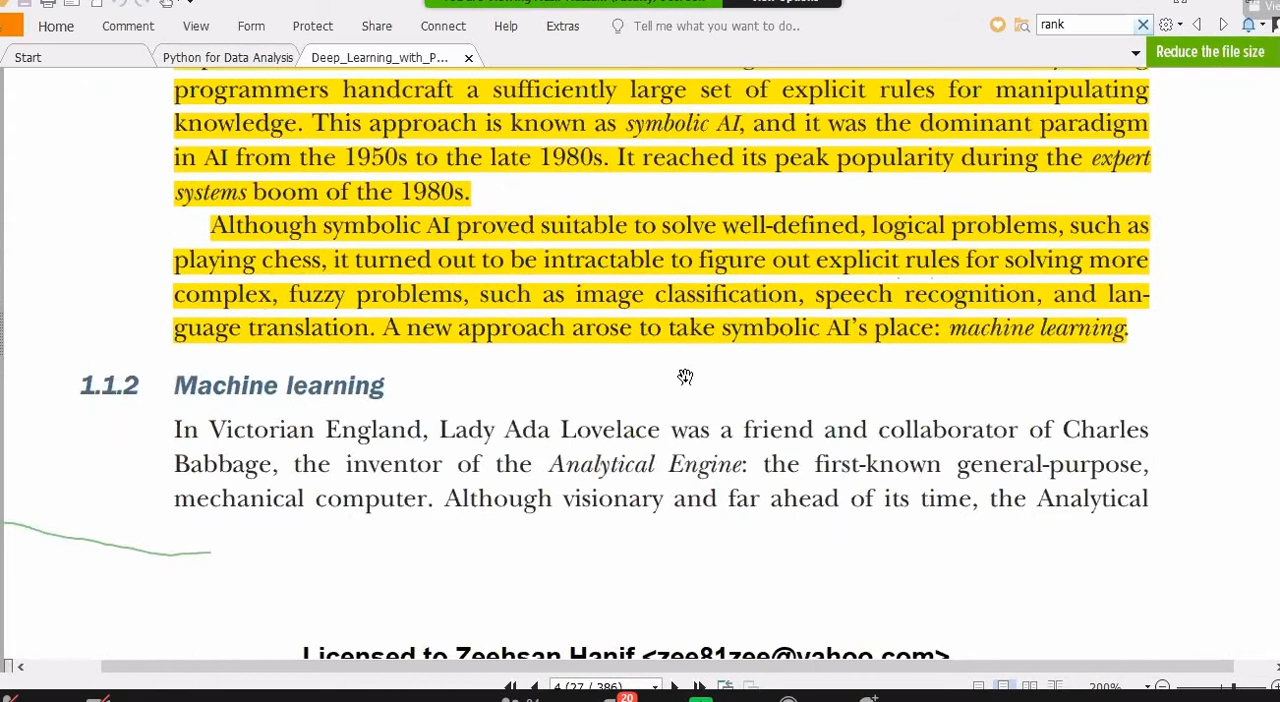 Home Comment View Form Protect Share Connect Help Extras Tell me what you want to do.. rank
Start Python for Data Analysis Deep_Learning_with_P... Reduce the file size
programmers handcraft a sufficiently large set of explicit rules for manipulating
knowledge. This approach is known as symbolic AI, and it was the dominant paradigm
in AI from the 1950s to the late 1980s. It reached its peak popularity during the expert
systems boom of the 1980s.
Although symbolic AI proved suitable to solve well-defined, logical problems, such as
playing chess, it turned out to be intractable to figure out explicit rules for solving more
complex, fuzzy problems, such as image classification, speech recognition, and lan-
guage translation. A new approach arose to take symbolic AI’s place: machine learning.
1.1.2 Machine learning
In Victorian England, Lady Ada Lovelace was a friend and collaborator of Charles
Babbage, the inventor of the Analytical Engine: the first-known general-purpose,
mechanical computer. Although visionary and far ahead of its time, the Analytical
Licensed to Zeehsan Hanif <zee81zee@yahoo.com>
4 (27 / 386) 200%
20